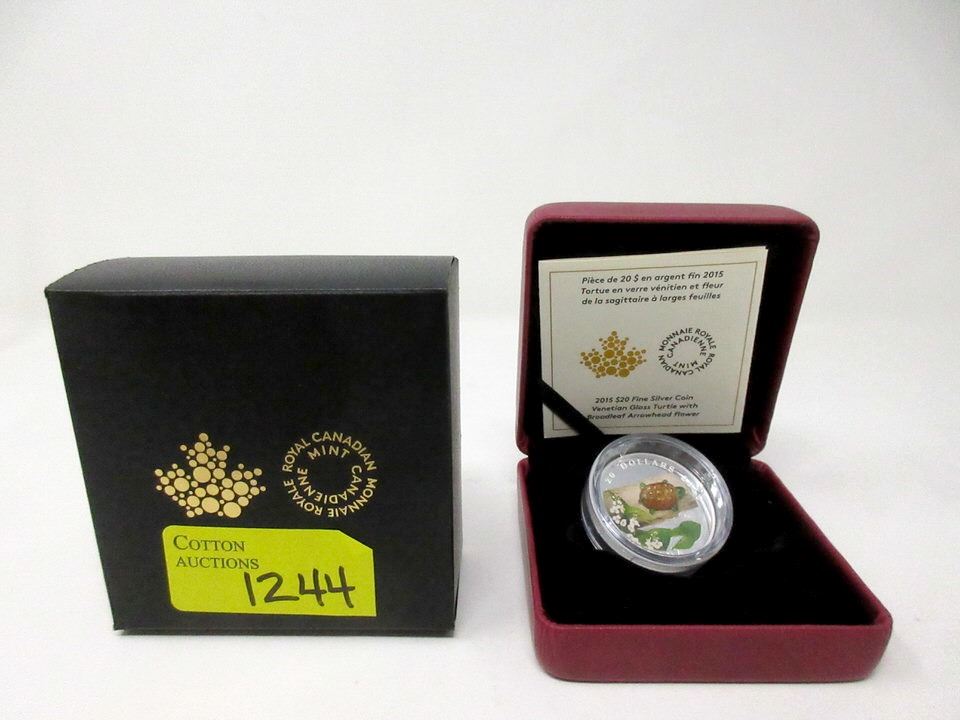 ROYAL CANADIAN MINT
MONNAIE ROYALE CANADIENNE
COTTON
AUCTIONS
1244
Pièce de 20 $ en argent fin 2015
Tortue en verre vénitien et fleur
de la sagittaire à larges feuilles
MONNAIE ROYALE CANADIENNE
ROYAL CANADIAN MINT
2015 $20 Fine Silver Coin
Venetian Glass Turtle with
Broadleaf Arrowhead Flower
20 DOLLARS